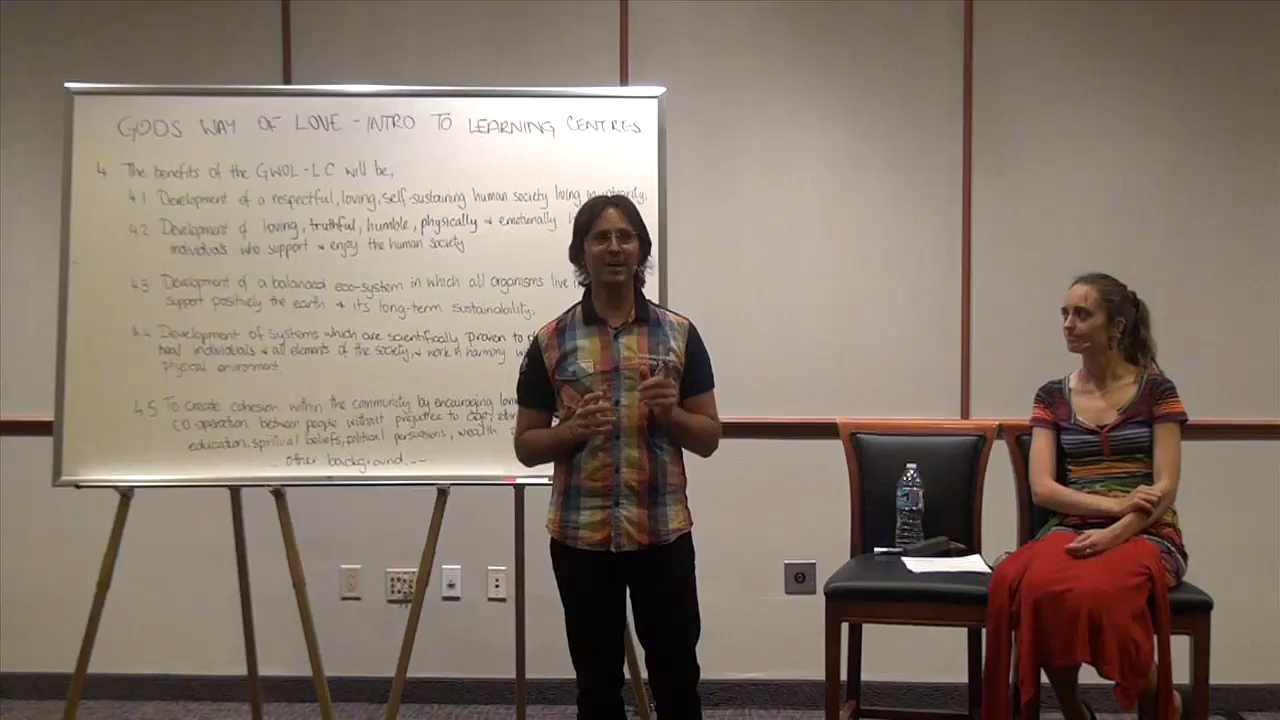 GODS WAY OF LOVE - INTRO TO LEARNING CENTRES
4. The benefits of the GWOL-LC will be,
4.1 Development of a respectful, loving, self-sustaining human society living in integrity;
4.2 Development of loving, truthful, humble, physically & emotionally
individuals who support & enjoy the human society
4.3 Development of a balanced eco-system in which all organisms live
support positively the earth & its long-term sustainability;
4.4 Development of systems which are scientifically proven to
heal individuals & all elements of the society, & work in harmony
physical environment.
4.5 To create cohesion within the community by encouraging
co-operation between people without prejudice to
education, spiritual beliefs, political persuasions, wealth
other background